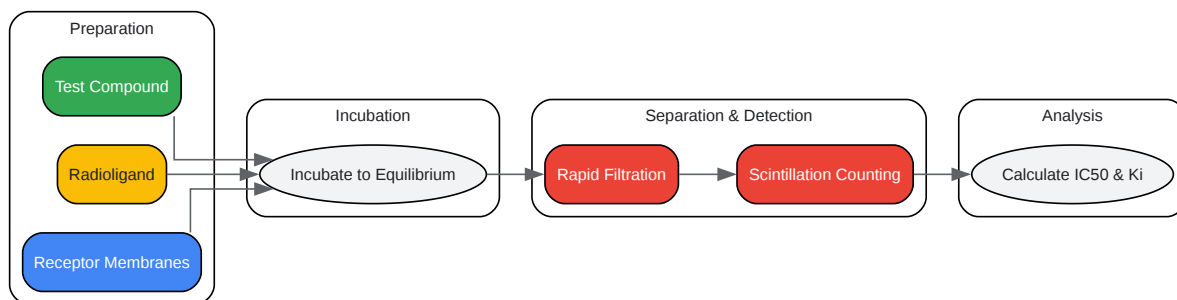 Preparation
Test Compound
Radioligand
Receptor Membranes
Incubation
Incubate to Equilibrium
Separation & Detection
Rapid Filtration
Scintillation Counting
Analysis
Calculate IC50 & Ki